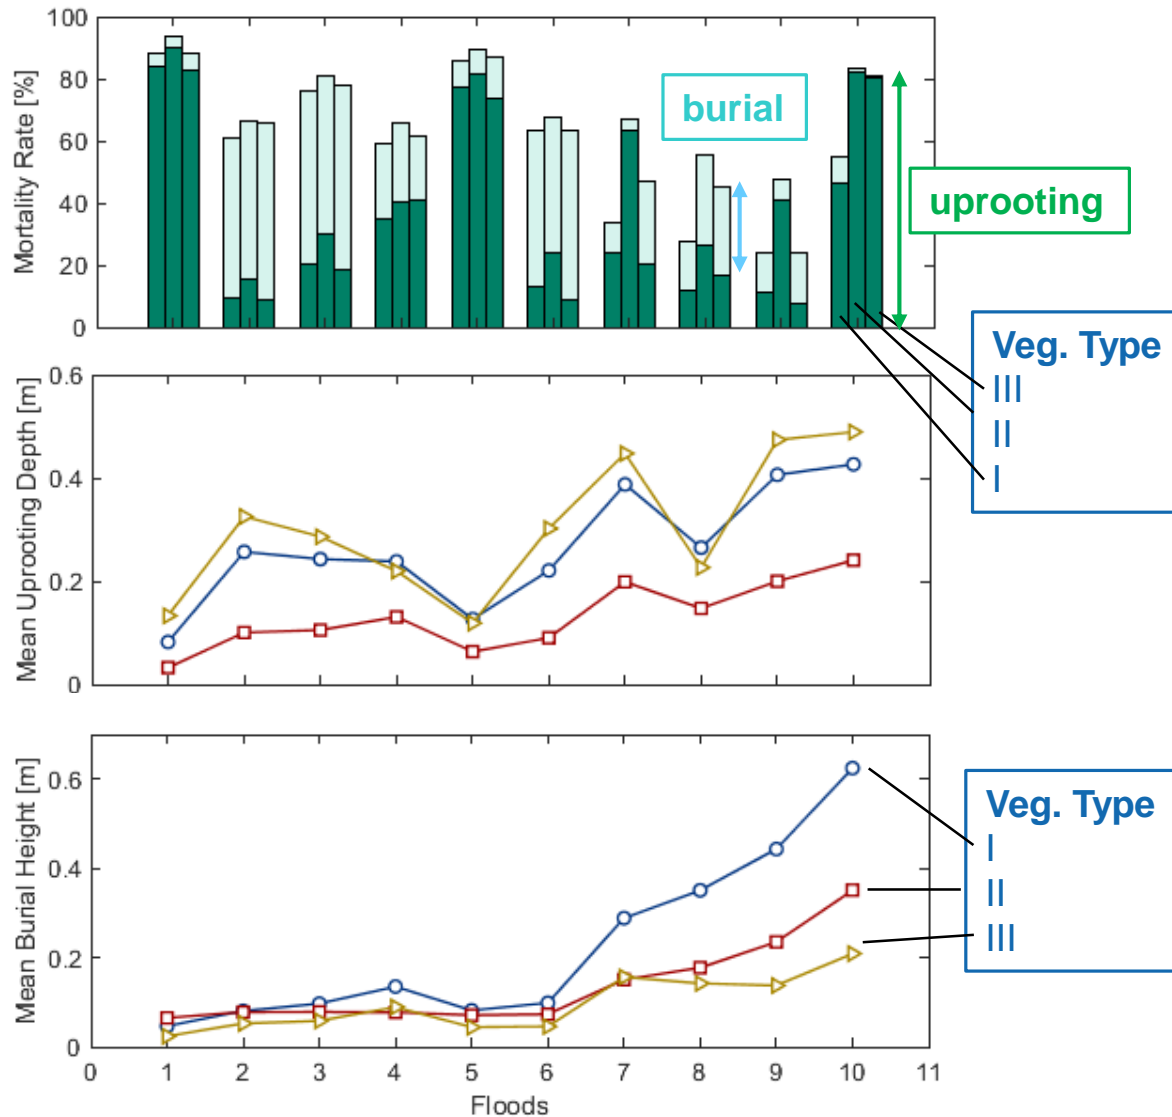 Mortality Rate [%]
100
80
60
40
20
0
burial
uprooting
Veg. Type
III
II
I
Mean Uprooting Depth [m]
0.6
0.4
0.2
0
Mean Burial Height [m]
0.6
0.4
0.2
0
Veg. Type
I
II
III
0 1 2 3 4 5 6 7 8 9 10 11
Floods